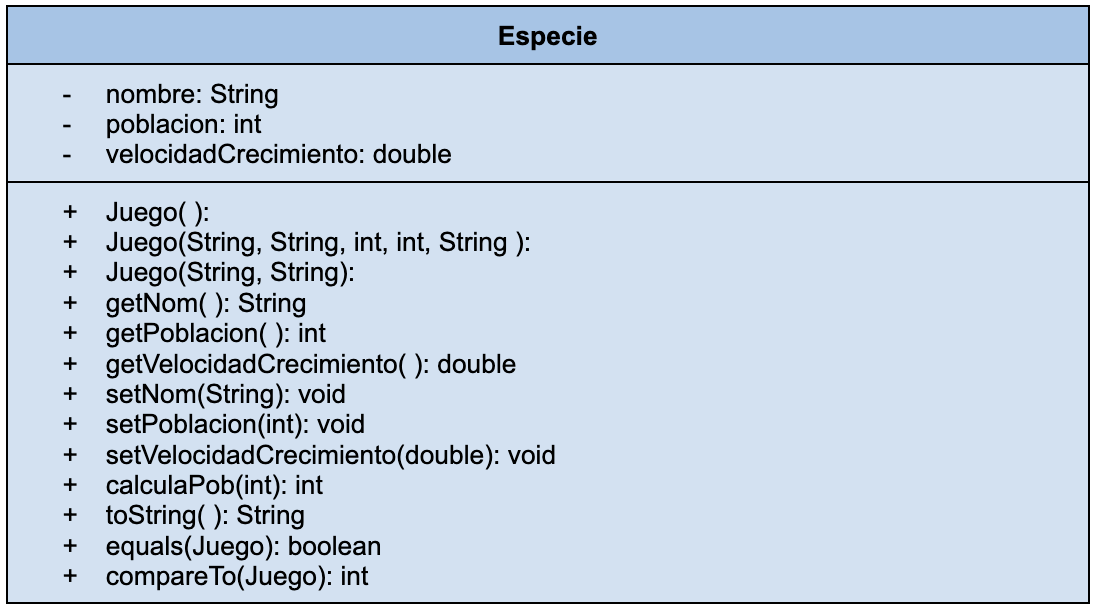 Especie
- nombre: String
- poblacion: int
- velocidadCrecimiento: double
+ Juego( ):
+ Juego(String, String, int, int, String ):
+ Juego(String, String):
+ getNom( ): String
+ getPoblacion( ): int
+ getVelocidadCrecimiento( ): double
+ setNom(String): void
+ setPoblacion(int): void
+ setVelocidadCrecimiento(double): void
+ calculaPob(int): int
+ toString( ): String
+ equals(Juego): boolean
+ compareTo(Juego): int